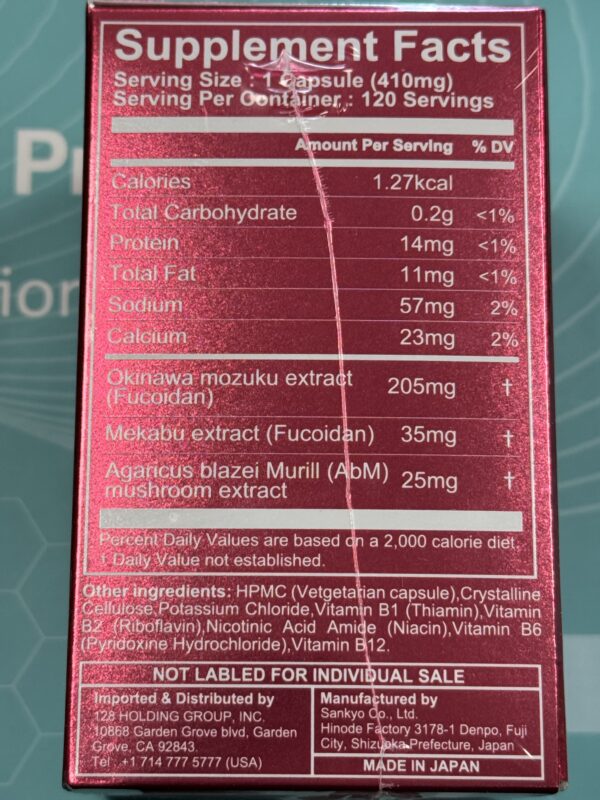 Pr
ion
Supplement Facts
Serving Size : 1 Capsule (410mg)
Serving Per Container : 120 Servings
Amount Per Serving % DV
Calories 1.27kcal
Total Carbohydrate 0.2g <1%
Protein 14mg <1%
Total Fat 11mg <1%
Sodium 57mg 2%
Calcium 23mg 2%
Okinawa mozuku extract
(Fucoidan) 205mg †
Mekabu extract (Fucoidan) 35mg †
Agaricus blazei Murill (AbM)
mushroom extract 25mg †
Percent Daily Values are based on a 2,000 calorie diet.
† Daily Value not established.
Other ingredients: HPMC (Vetgetarian capsule),Crystalline
Cellulose,Potassium Chloride,Vitamin B1 (Thiamin),Vitamin
B2 (Riboflavin),Nicotinic Acid Amide (Niacin),Vitamin B6
(Pyridoxine Hydrochloride),Vitamin B12.
NOT LABLED FOR INDIVIDUAL SALE
Imported & Distributed by
128 HOLDING GROUP, INC.
10868 Garden Grove blvd, Garden
Grove, CA 92843.
Tel : +1 714 777 5777 (USA)
Manufactured by
Sankyo Co., Ltd.
Hinode Factory 3178-1 Denpo, Fuji
City, Shizuoka Prefecture, Japan
MADE IN JAPAN